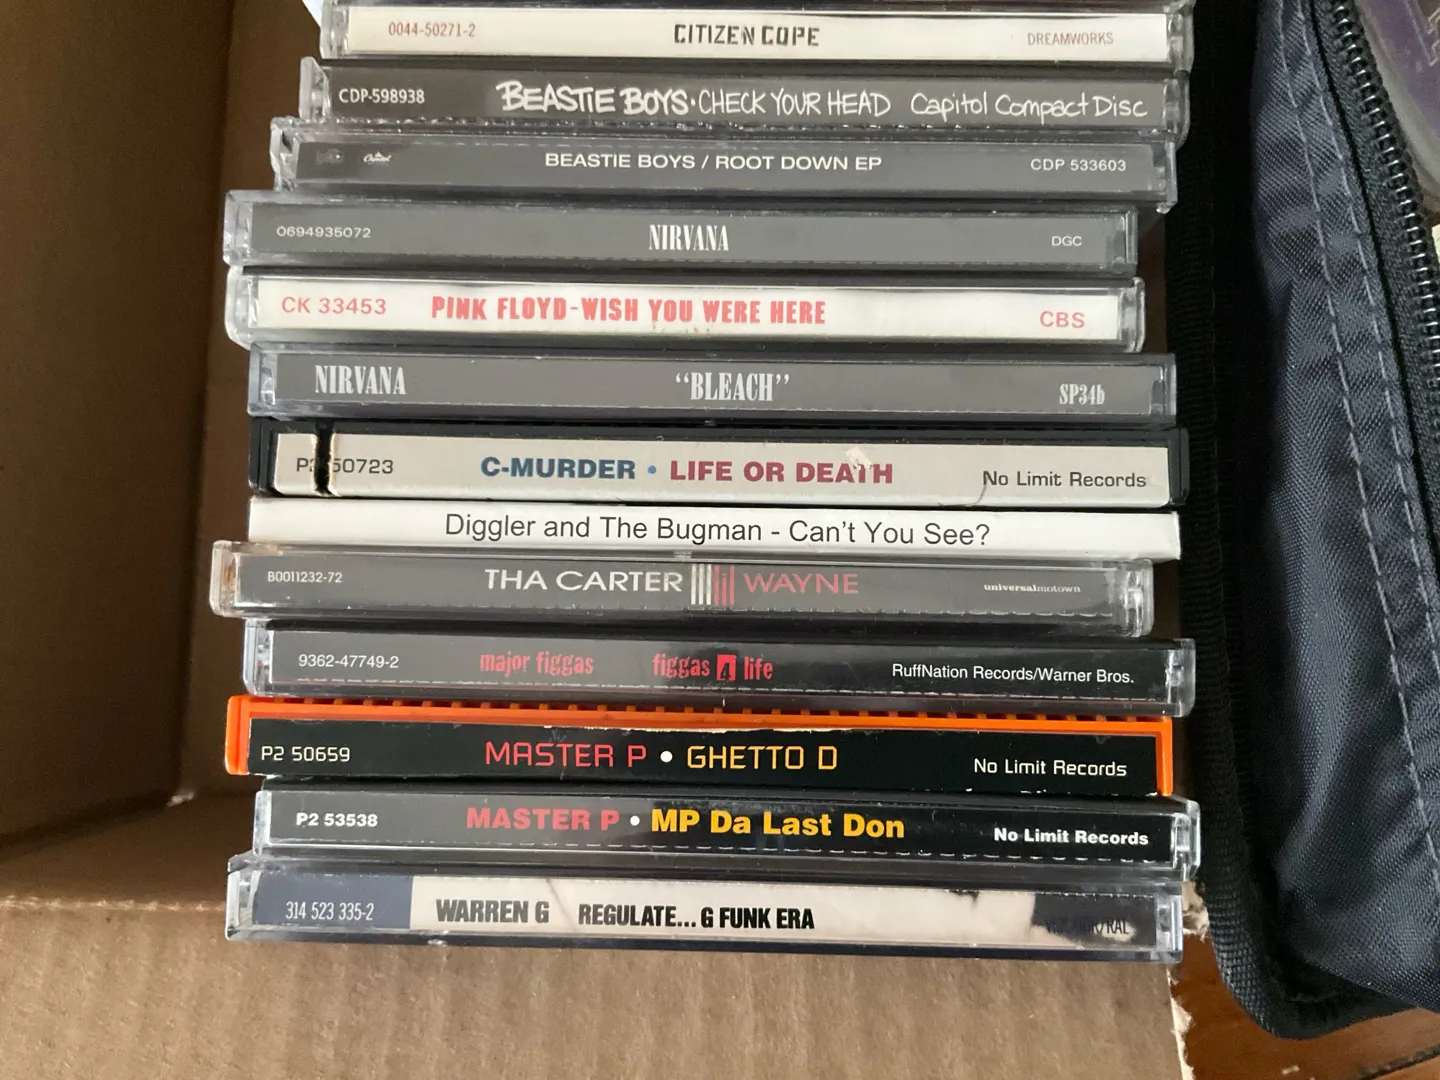 0044-50271-2 CITIZEN COPE DREAMWORKS
CDP-598938 BEASTIE BOYS·CHECK YOUR HEAD Capitol Compact Disc
Capitol BEASTIE BOYS / ROOT DOWN EP CDP 533603
0694935072 NIRVANA DGC
CK 33453 PINK FLOYD-WISH YOU WERE HERE CBS
NIRVANA “BLEACH” SP34b
50723 C-MURDER • LIFE OR DEATH No Limit Records
Diggler and The Bugman - Can't You See?
B0011232-72 THA CARTER III WAYNE universalmotown
9362-47749-2 major figgas figgas 4 life RuffNation Records/Warner Bros.
P2 50659 MASTER P • GHETTO D No Limit Records
P2 53538 MASTER P • MP Da Last Don No Limit Records
314 523 335-2 WARREN G REGULATE... G FUNK ERA VIOLATOR/RAL